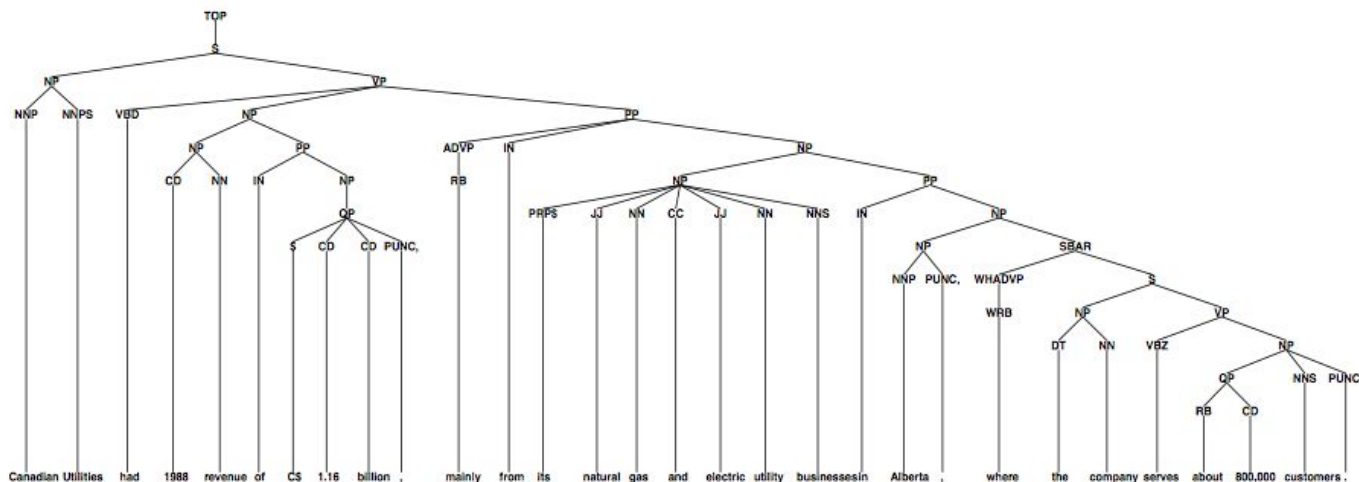 TOP
S
NP VP
NNP NNPS VBD NP PP
NP PP ADVP IN NP
CD NN IN NP RB NP PP
QP PRP$ JJ NN CC JJ NN NNS IN NP
$ CD CD PUNC, NP SBAR
NNP PUNC, WHADVP S
WRB NP VP
DT NN VBZ NP
QP NNS PUNC.
RB CD
Canadian Utilities had 1988 revenue of C$ 1.16 billion , mainly from its natural gas and electric utility businesses in Alberta , where the company serves about 800,000 customers .